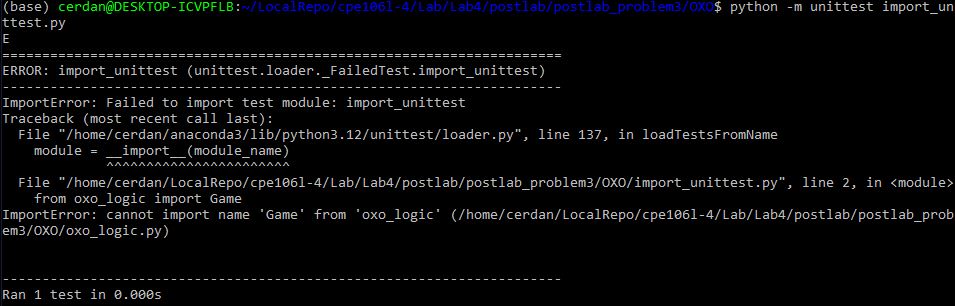 (base) cerdan@DESKTOP-ICVPFLB:~/LocalRepo/cpe106l-4/Lab/Lab4/postlab/postlab_problem3/OXO$ python -m unittest import_un
ttest.py
E
======================================================================
ERROR: import_unittest (unittest.loader._FailedTest.import_unittest)
----------------------------------------------------------------------
ImportError: Failed to import test module: import_unittest
Traceback (most recent call last):
  File "/home/cerdan/anaconda3/lib/python3.12/unittest/loader.py", line 137, in loadTestsFromName
    module = __import__(module_name)
             ^^^^^^^^^^^^^^^^^^^^^^^
  File "/home/cerdan/LocalRepo/cpe106l-4/Lab/Lab4/postlab/postlab_problem3/OXO/import_unittest.py", line 2, in <module>
    from oxo_logic import Game
ImportError: cannot import name 'Game' from 'oxo_logic' (/home/cerdan/LocalRepo/cpe106l-4/Lab/Lab4/postlab/postlab_prob
em3/OXO/oxo_logic.py)
----------------------------------------------------------------------
Ran 1 test in 0.000s